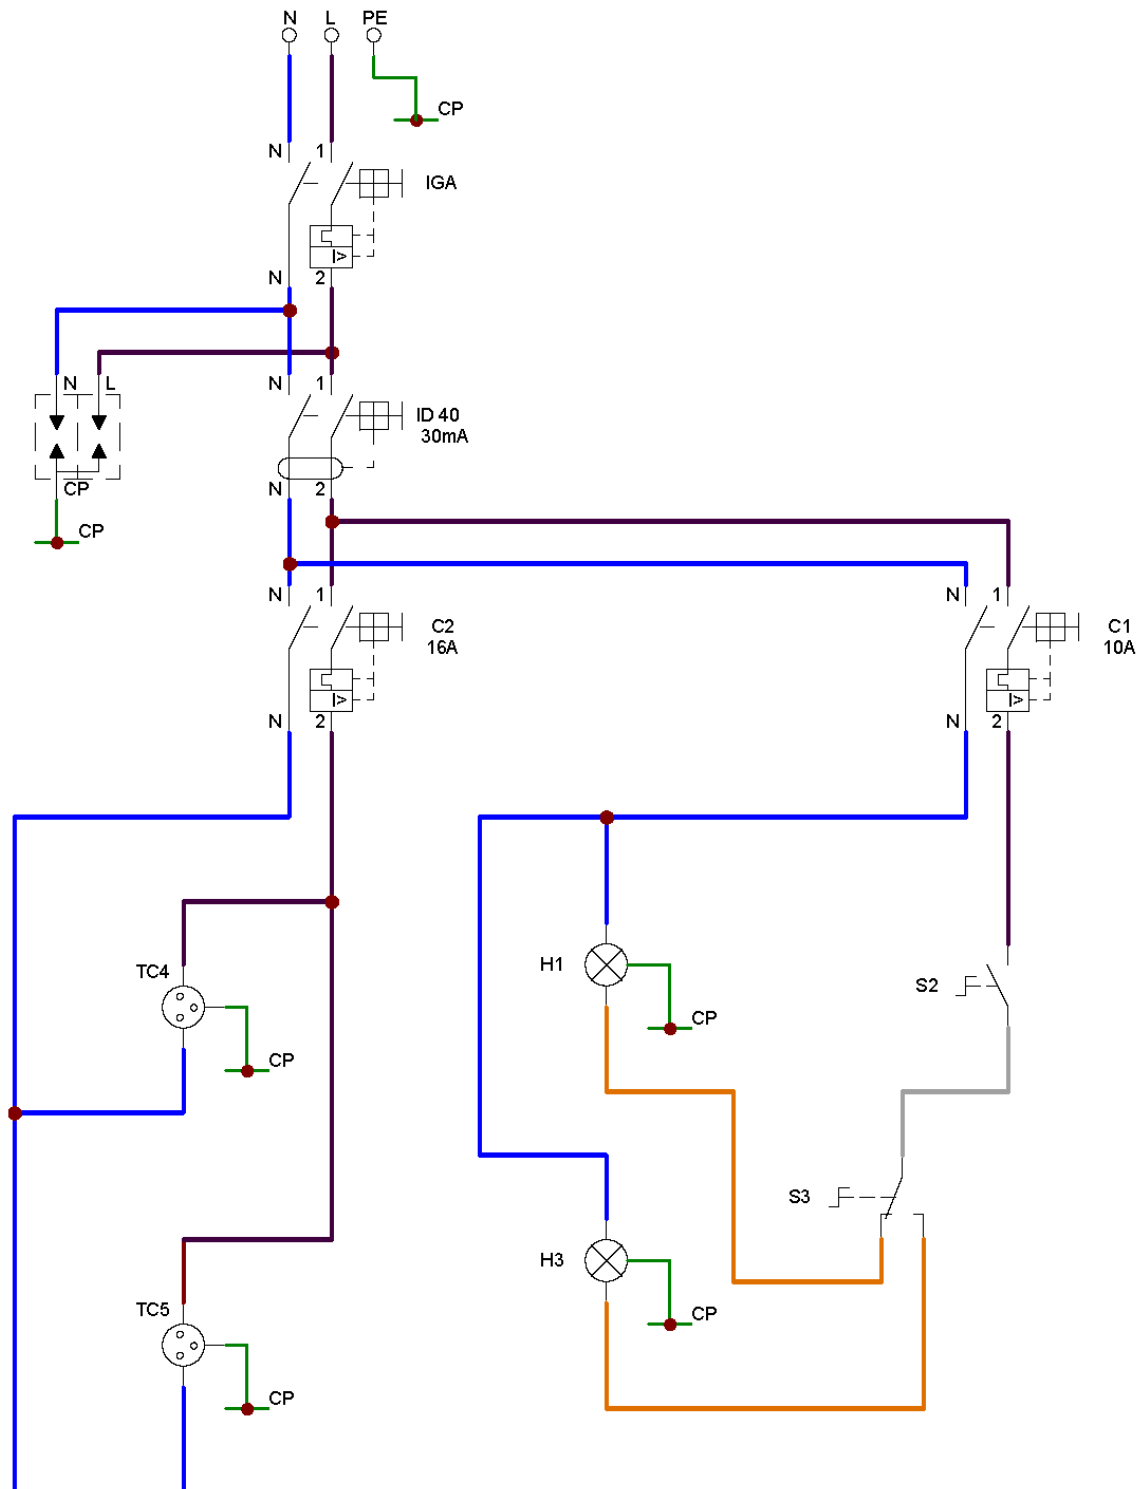 N L PE
CP
N 1
IGA
I>
N 2
N L
N 1
ID 40
30mA
CP
N 2
CP
N 1
C2
16A
N 1
C1
10A
I>
I>
N 2
N 2
TC4
H1
S2
CP
CP
S3
H3
TC5
CP
CP